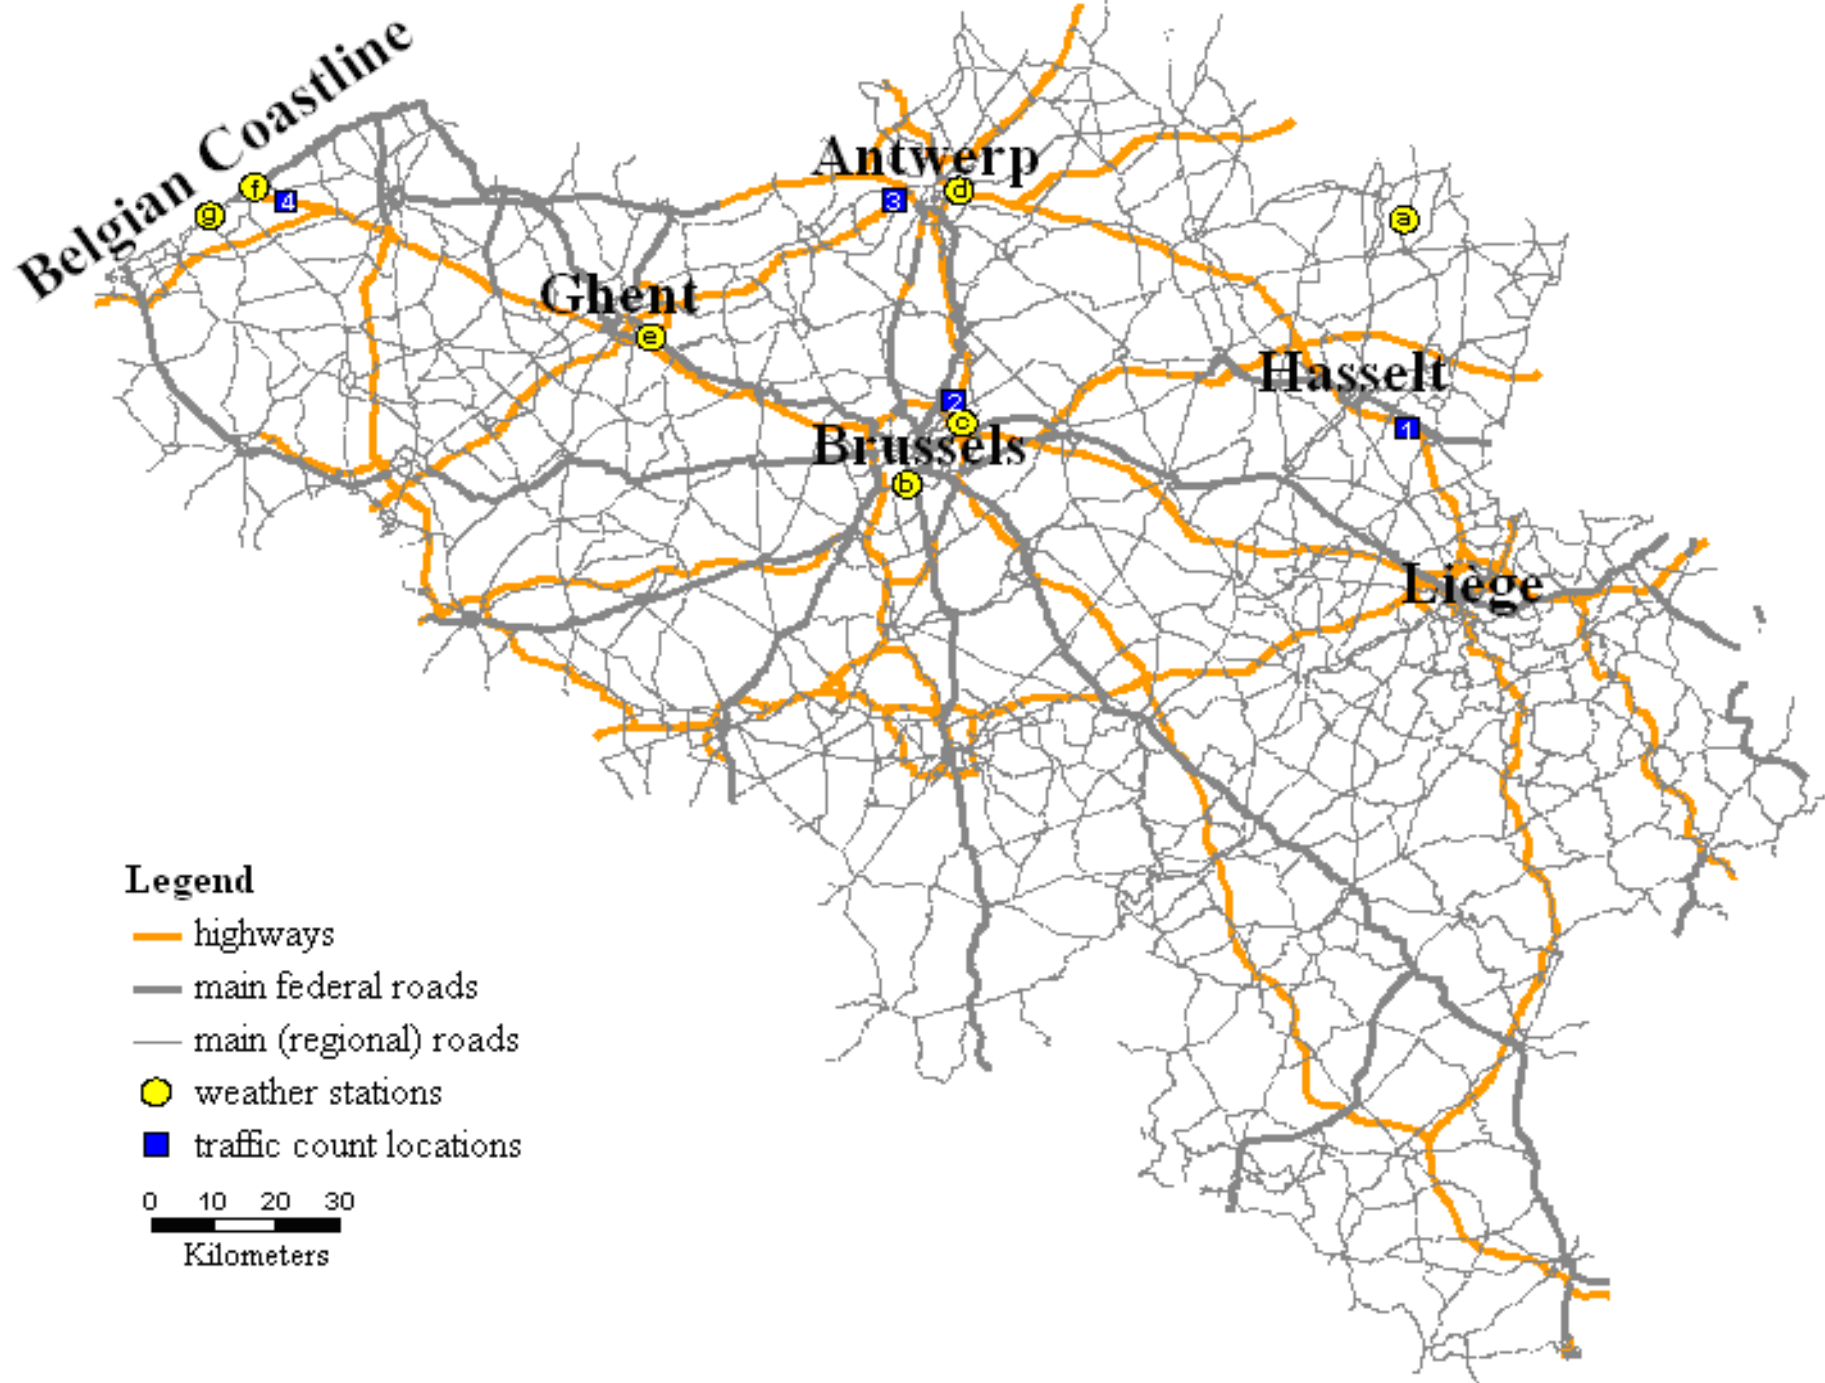 Belgian Coastline
Antwerp
f
4
g
3
d
a
Ghent
e
Hasselt
2
c
1
Brussels
b
Liège
Legend
highways
main federal roads
main (regional) roads
weather stations
traffic count locations
0 10 20 30
Kilometers